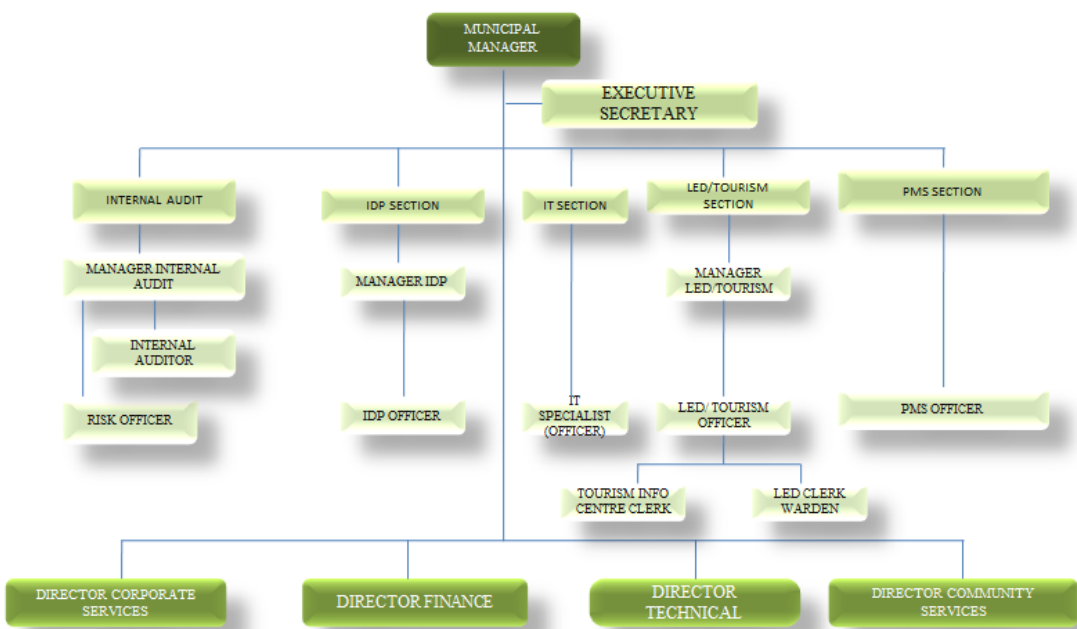 MUNICIPAL
MANAGER
EXECUTIVE
SECRETARY
INTERNAL AUDIT
IDP SECTION
IT SECTION
LED/TOURISM
SECTION
PMS SECTION
MANAGER INTERNAL
AUDIT
MANAGER IDP
MANAGER
LED/TOURISM
INTERNAL
AUDITOR
RISK OFFICER
IDP OFFICER
IT
SPECIALIST
(OFFICER)
LED/ TOURISM
OFFICER
PMS OFFICER
TOURISM INFO
CENTRE CLERK
LED CLERK
WARDEN
DIRECTOR CORPORATE
SERVICES
DIRECTOR FINANCE
DIRECTOR
TECHNICAL
DIRECTOR COMMUNITY
SERVICES